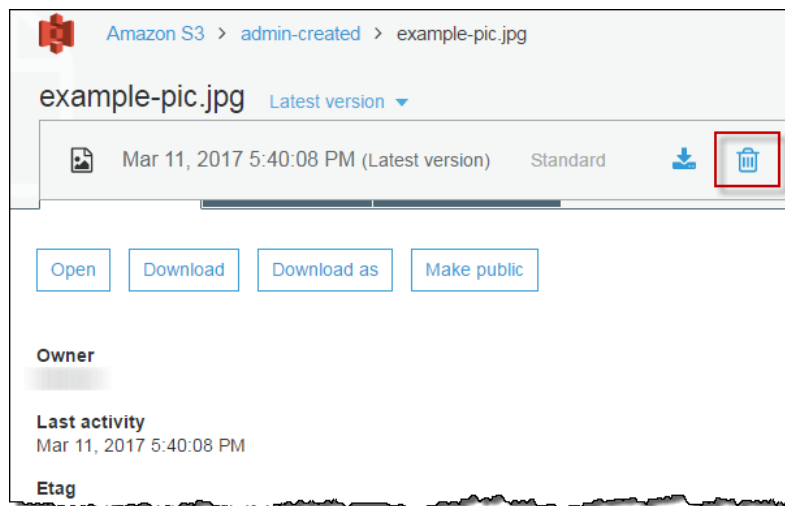 Amazon S3 > admin-created > example-pic.jpg
example-pic.jpg Latest version
Mar 11, 2017 5:40:08 PM (Latest version) Standard
Open Download Download as Make public
Owner
Last activity
Mar 11, 2017 5:40:08 PM
Etag